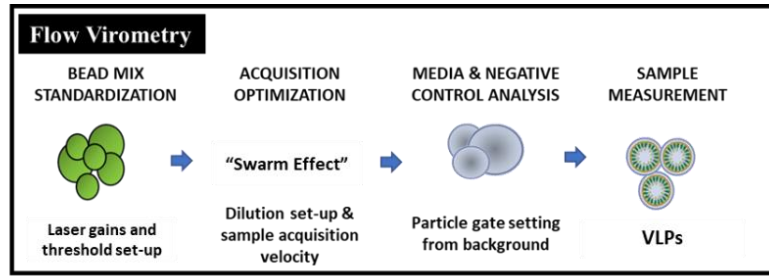 Flow Virometry
BEAD MIX
STANDARDIZATION
ACQUISITION
OPTIMIZATION
MEDIA & NEGATIVE
CONTROL ANALYSIS
SAMPLE
MEASUREMENT
“Swarm Effect”
Laser gains and
threshold set-up
Dilution set-up &
sample acquisition
velocity
Particle gate setting
from background
VLPs